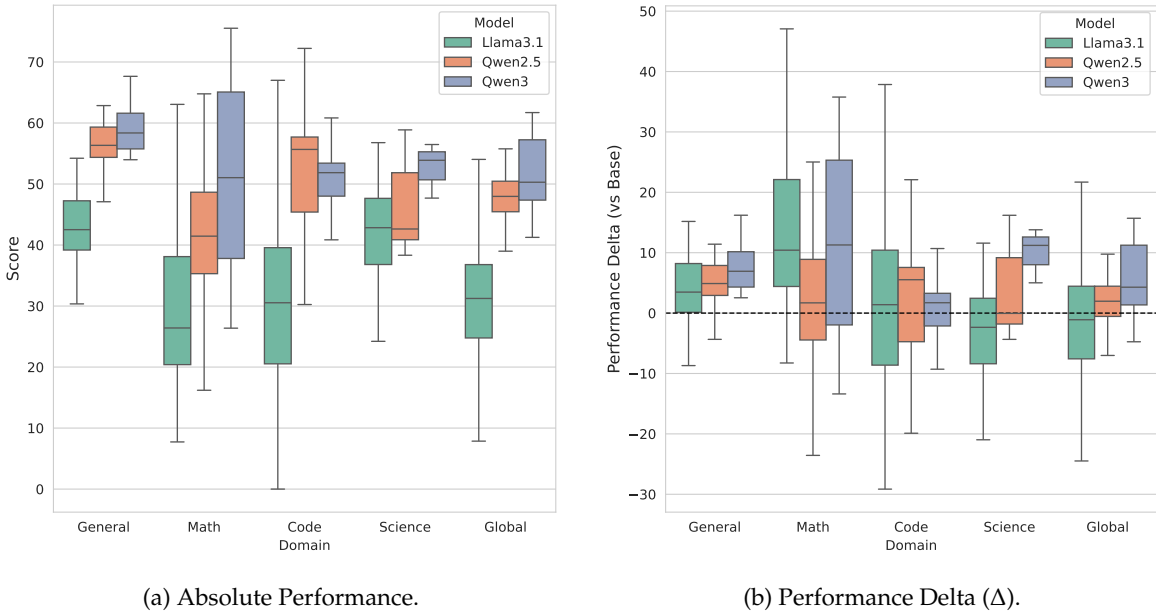 Model
Llama3.1
Qwen2.5
Qwen3
70
60
50
40
30
20
10
0
Score
General Math Code Science Global
Domain
(a) Absolute Performance.
Model
Llama3.1
Qwen2.5
Qwen3
50
40
30
20
10
0
−10
−20
−30
Performance Delta (vs Base)
General Math Code Science Global
Domain
(b) Performance Delta (Δ).